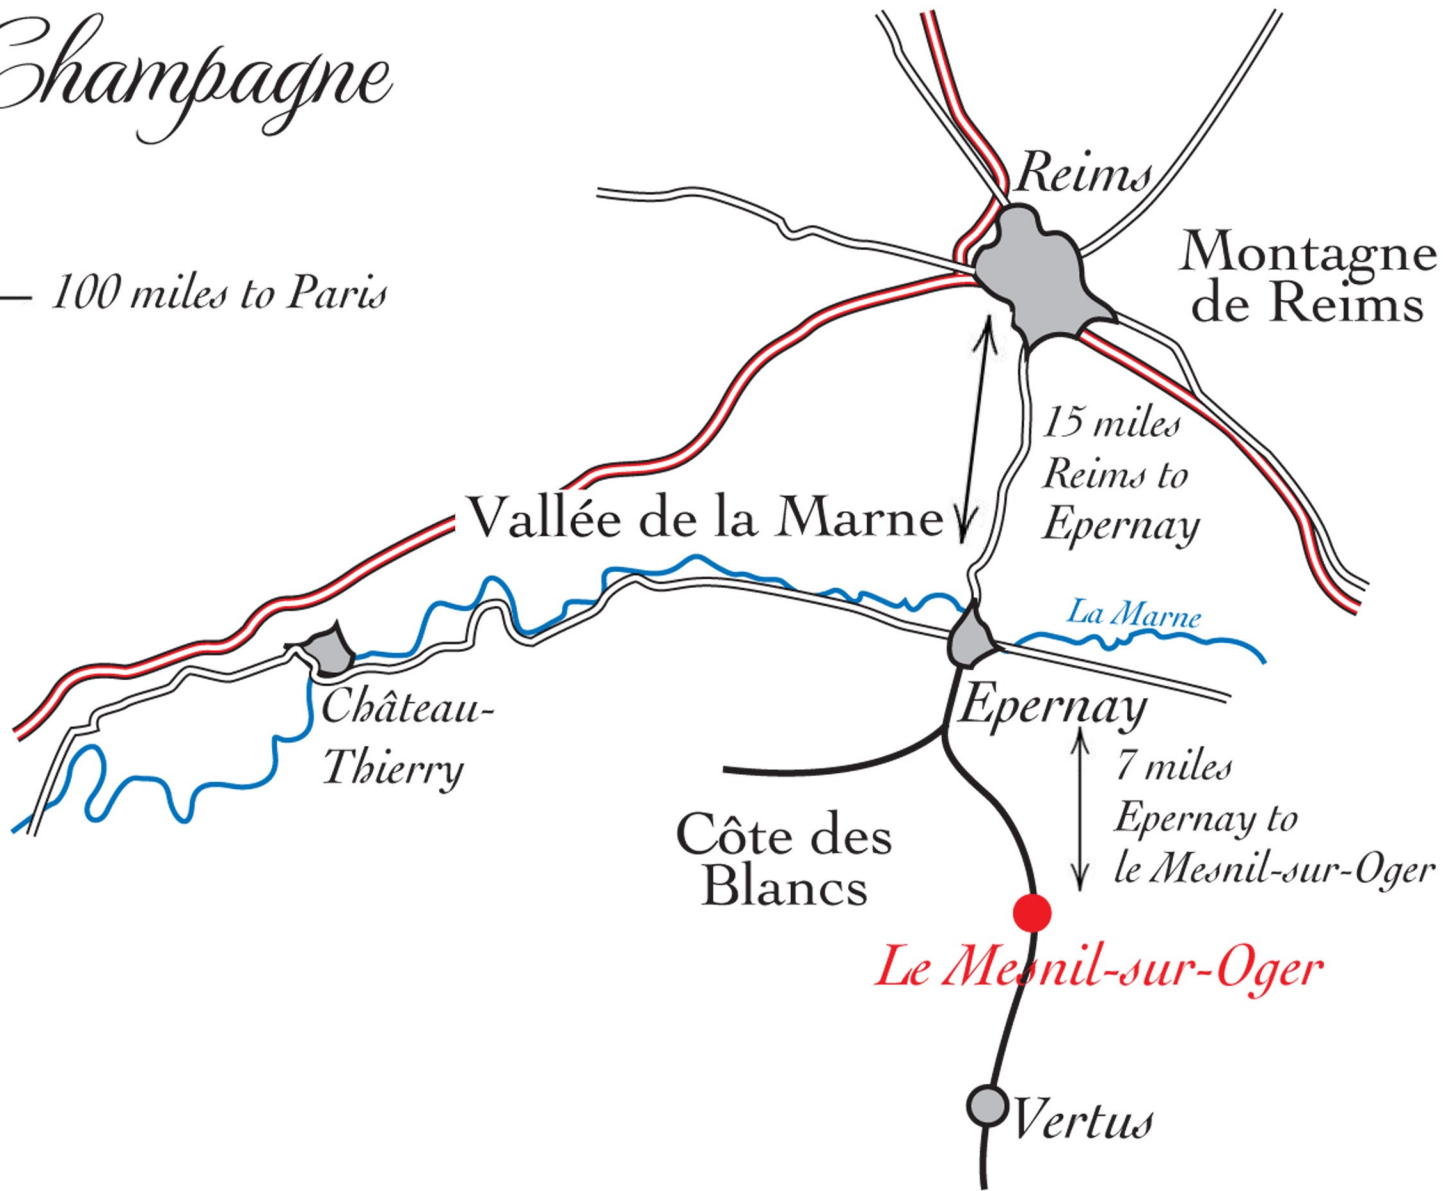 Champagne
100 miles to Paris
Reims
Montagne
de Reims
15 miles
Reims to
Epernay
Vallée de la Marne
La Marne
Château-
Thierry
Epernay
7 miles
Epernay to
le Mesnil-sur-Oger
Côte des
Blancs
Le Mesnil-sur-Oger
Vertus